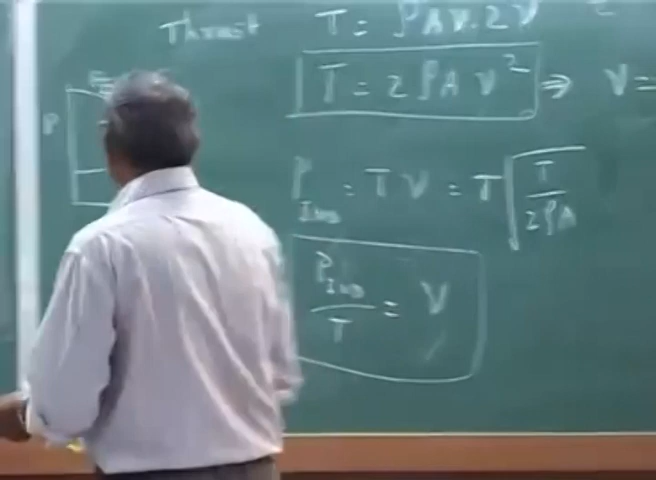 Thrust T = ρAv.2v
T = 2ρAv² ⇒ v =
P
P_Ind = Tv = T√(T/2ρA)
P_Ind/T = v